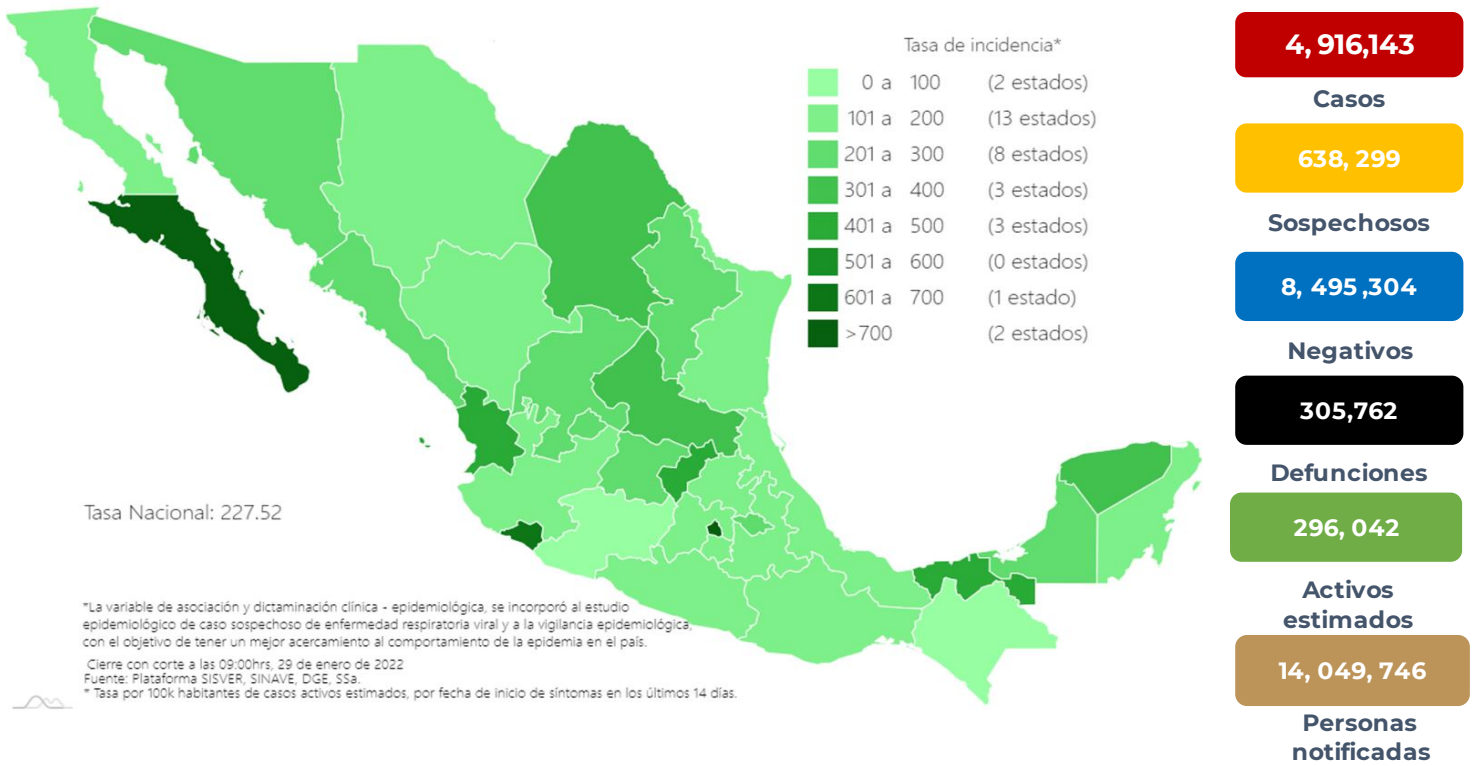 Tasa de incidencia*
0 a 100 (2 estados)
101 a 200 (13 estados)
201 a 300 (8 estados)
301 a 400 (3 estados)
401 a 500 (3 estados)
501 a 600 (0 estados)
601 a 700 (1 estado)
>700 (2 estados)
Tasa Nacional: 227.52
*La variable de asociación y dictaminación clínica - epidemiológica, se incorporó al estudio
epidemiológico de caso sospechoso de enfermedad respiratoria viral y a la vigilancia epidemiológica,
con el objetivo de tener un mejor acercamiento al comportamiento de la epidemia en el país.
Cierre con corte a las 09:00hrs, 29 de enero de 2022
Fuente: Plataforma SISVER, SINAVE, DGE, SSa.
* Tasa por 100k habitantes de casos activos estimados, por fecha de inicio de síntomas en los últimos 14 días.
4, 916,143
Casos
638, 299
Sospechosos
8, 495 ,304
Negativos
305,762
Defunciones
296, 042
Activos
estimados
14, 049, 746
Personas
notificadas